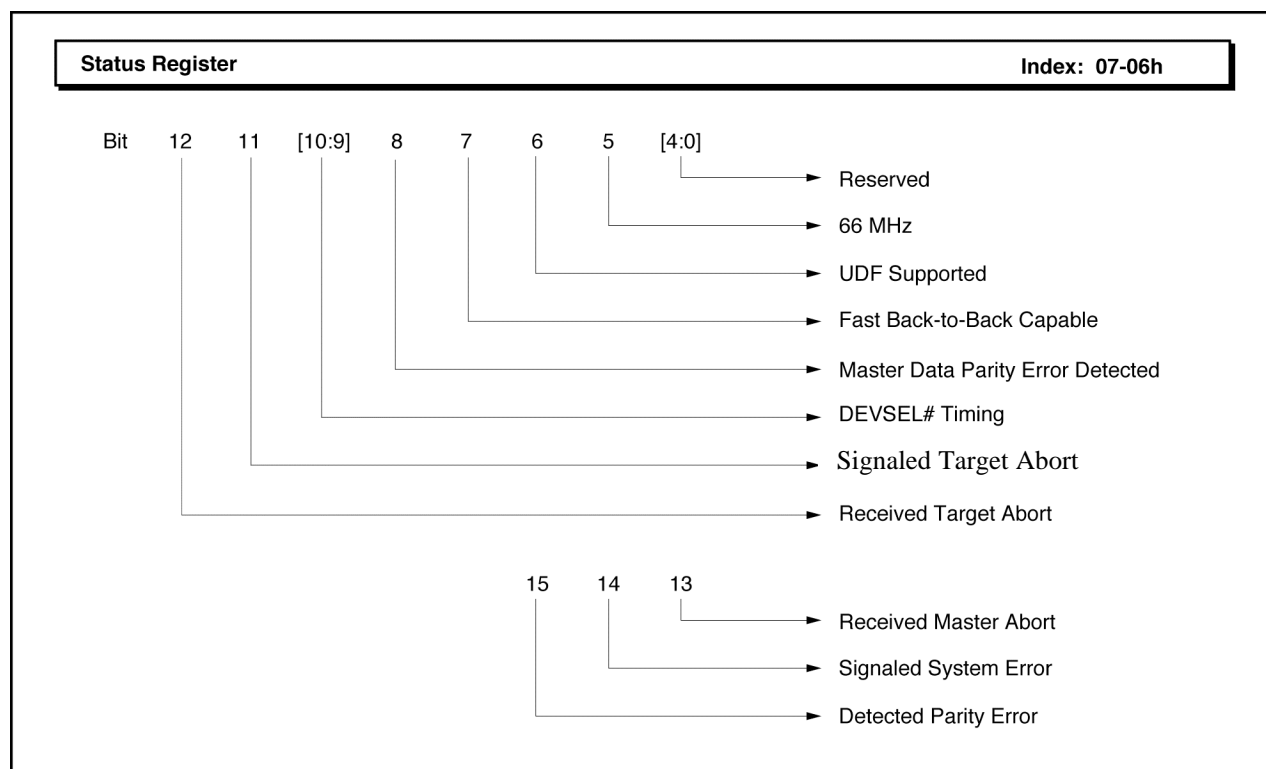 Status Register Index: 07-06h
Bit 12 11 [10:9] 8 7 6 5 [4:0]
Reserved
66 MHz
UDF Supported
Fast Back-to-Back Capable
Master Data Parity Error Detected
DEVSEL# Timing
Signaled Target Abort
Received Target Abort
15 14 13
Received Master Abort
Signaled System Error
Detected Parity Error